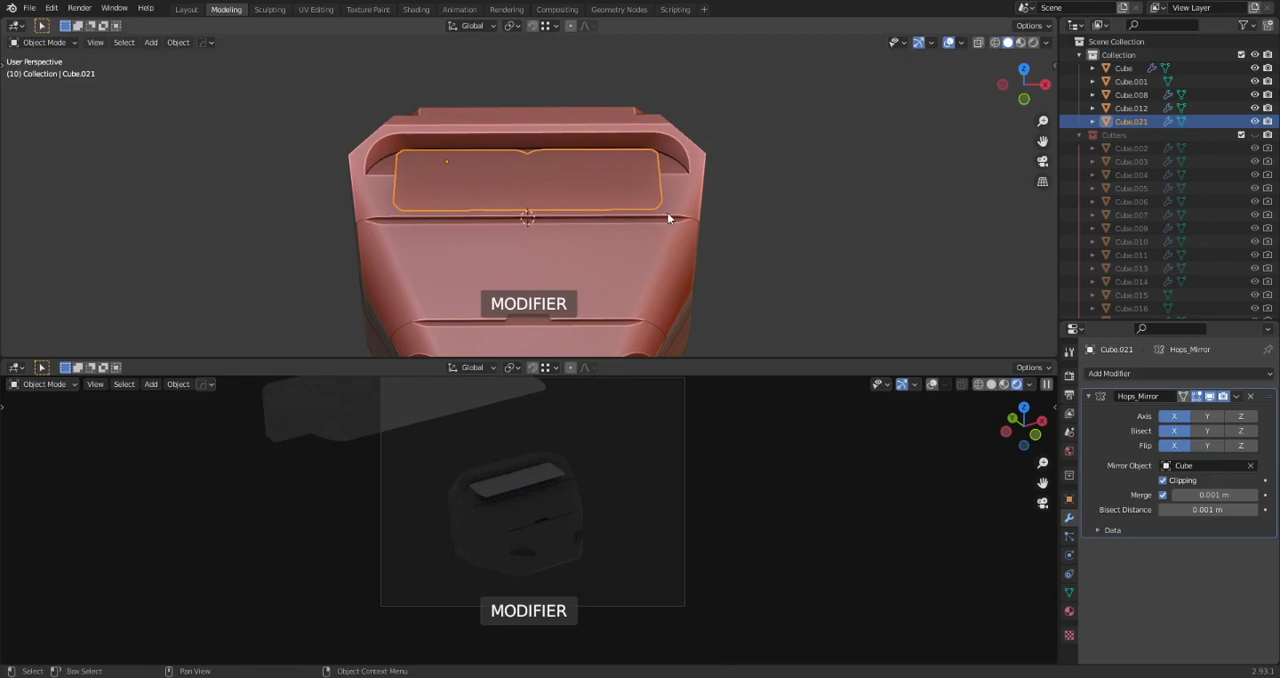 File Edit Render Window Help Layout Modeling Sculpting UV Editing Texture Paint Shading Animation Rendering Compositing Geometry Nodes Scripting + Scene View Layer
Global Options
Object Mode View Select Add Object
User Perspective
(10) Collection | Cube.021
Z
X
MODIFIER
Scene Collection
Collection
Cube
Cube.001
Cube.008
Cube.012
Cube.021
Cutters
Cube.002
Cube.003
Cube.004
Cube.005
Cube.006
Cube.007
Cube.009
Cube.010
Cube.011
Cube.013
Cube.014
Cube.015
Cube.016
Cube.021 Hops_Mirror
Add Modifier
Hops_Mirror
Axis X Y Z
Bisect X Y Z
Flip X Y Z
Mirror Object Cube
Clipping
Merge 0.001 m
Bisect Distance 0.001 m
Data
Global Options
Object Mode View Select Add Object
Z
Y
X
MODIFIER
Select Box Select Pan View Object Context Menu 2.93.1